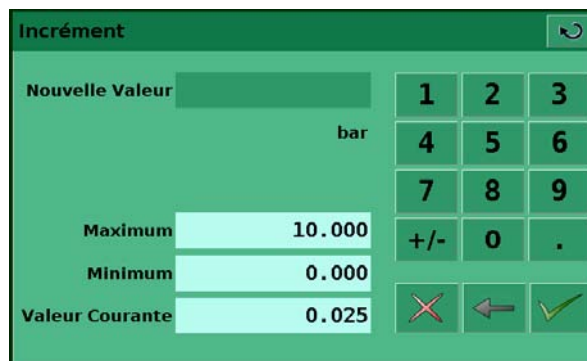 Incrément
Nouvelle Valeur
bar
1 2 3
4 5 6
7 8 9
+/- 0 .
Maximum 10.000
Minimum 0.000
Valeur Courante 0.025